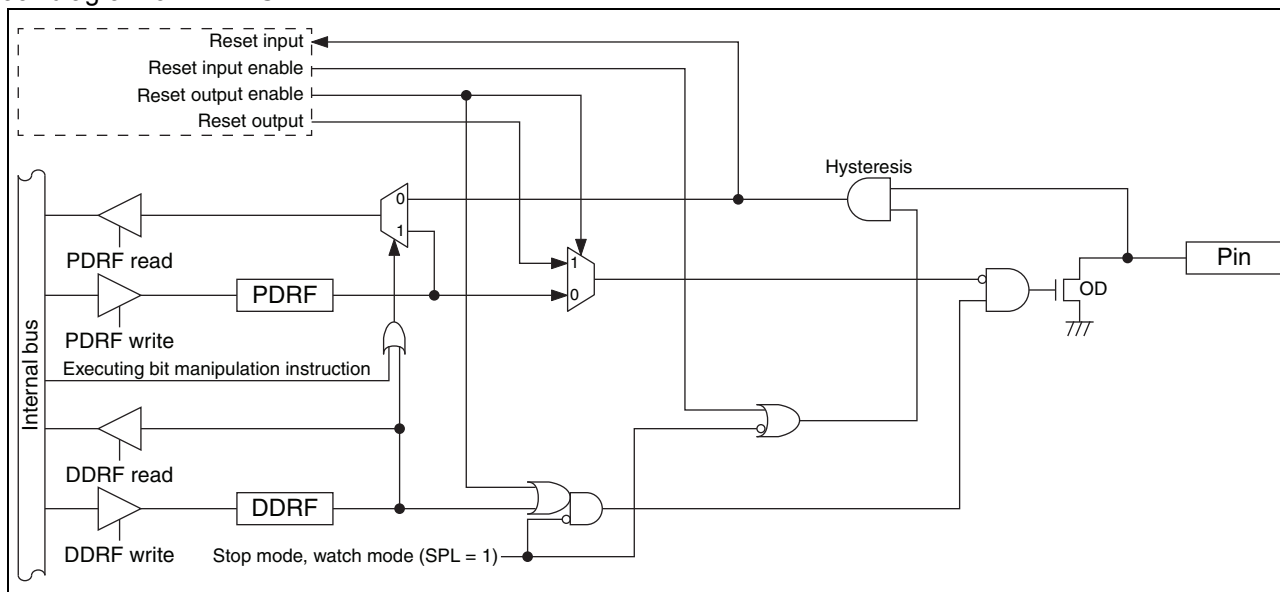 Reset input
Reset input enable
Reset output enable
Reset output
Hysteresis
0
1
PDRF read
1
Pin
PDRF
0
OD
PDRF write
Executing bit manipulation instruction
Internal bus
DDRF read
DDRF
DDRF write
Stop mode, watch mode (SPL = 1)